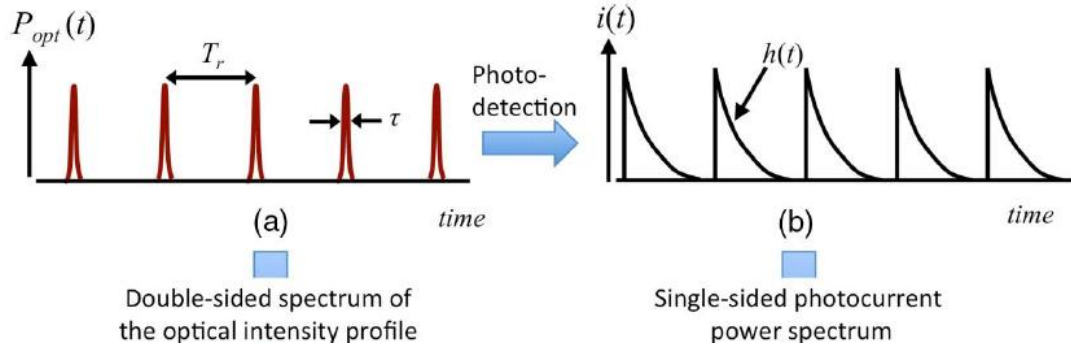 P_opt(t)
i(t)
T_r
h(t)
Photo-
detection
τ
(a)
time
(b)
time
Double-sided spectrum of
the optical intensity profile
Single-sided photocurrent
power spectrum